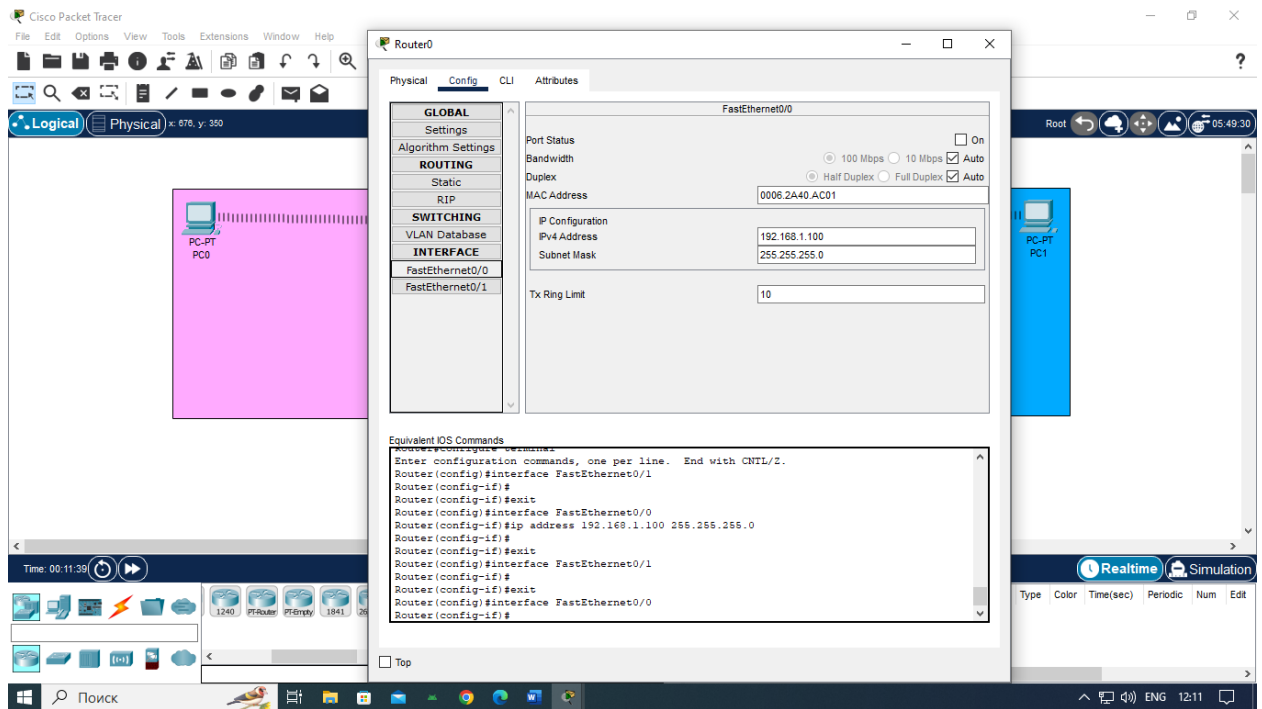 Cisco Packet Tracer
File Edit Options View Tools Extensions Window Help
?
Logical
Physical
x: 676, y: 350
Root
05:49:30
PC-PT
PC0
PC-PT
PC1
Router0
Physical Config CLI Attributes
GLOBAL
Settings
Algorithm Settings
ROUTING
Static
RIP
SWITCHING
VLAN Database
INTERFACE
FastEthernet0/0
FastEthernet0/1
FastEthernet0/0
Port Status On
Bandwidth 100 Mbps 10 Mbps Auto
Duplex Half Duplex Full Duplex Auto
MAC Address 0006.2A40.AC01
IP Configuration
IPv4 Address 192.168.1.100
Subnet Mask 255.255.255.0
Tx Ring Limit 10
Equivalent IOS Commands
Router#configure terminal
Enter configuration commands, one per line. End with CNTL/Z.
Router(config)#interface FastEthernet0/1
Router(config-if)#
Router(config-if)#exit
Router(config)#interface FastEthernet0/0
Router(config-if)#ip address 192.168.1.100 255.255.255.0
Router(config-if)#
Router(config-if)#exit
Router(config)#interface FastEthernet0/1
Router(config-if)#
Router(config-if)#exit
Router(config)#interface FastEthernet0/0
Router(config-if)#
Top
Time: 00:11:39
Realtime
Simulation
1240 PT-Router PT-Empty 1841 26
Type Color Time(sec) Periodic Num Edit
Поиск
ENG 12:11